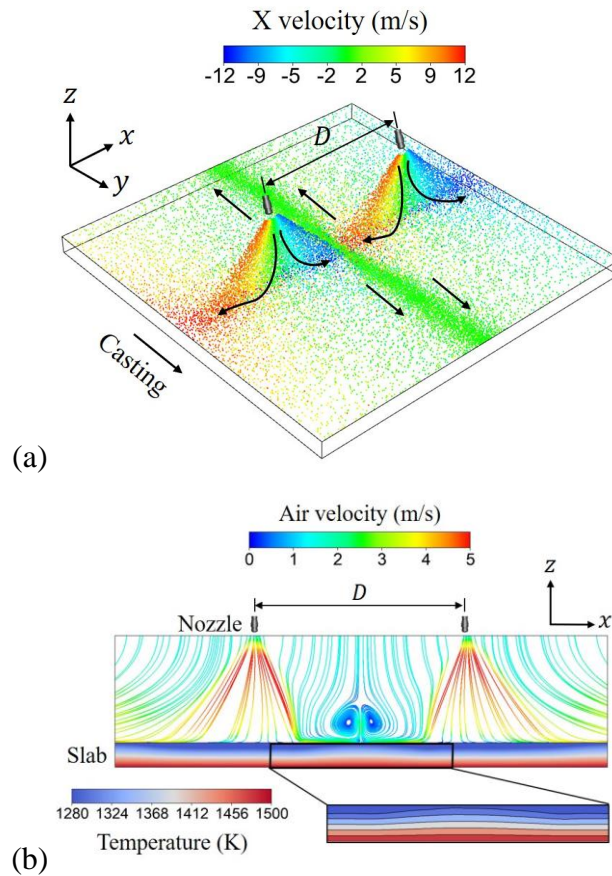 X velocity (m/s)
-12 -9 -5 -2 2 5 9 12
z
x
y
D
Casting
(a)
Air velocity (m/s)
0 1 2 3 4 5
z
D
x
Nozzle
Slab
1280 1324 1368 1412 1456 1500
Temperature (K)
(b)